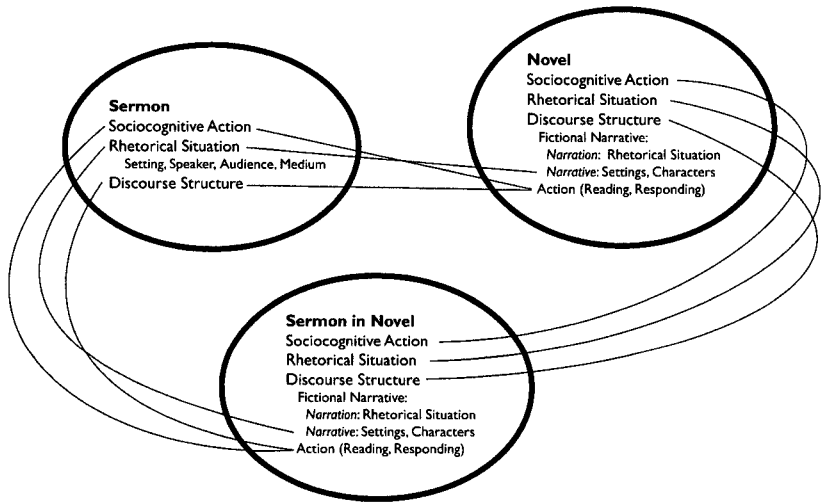 Sermon
Sociocognitive Action
Rhetorical Situation
Setting, Speaker, Audience, Medium
Discourse Structure
Novel
Sociocognitive Action
Rhetorical Situation
Discourse Structure
Fictional Narrative:
Narration: Rhetorical Situation
Narrative: Settings, Characters
Action (Reading, Responding)
Sermon in Novel
Sociocognitive Action
Rhetorical Situation
Discourse Structure
Fictional Narrative:
Narration: Rhetorical Situation
Narrative: Settings, Characters
Action (Reading, Responding)